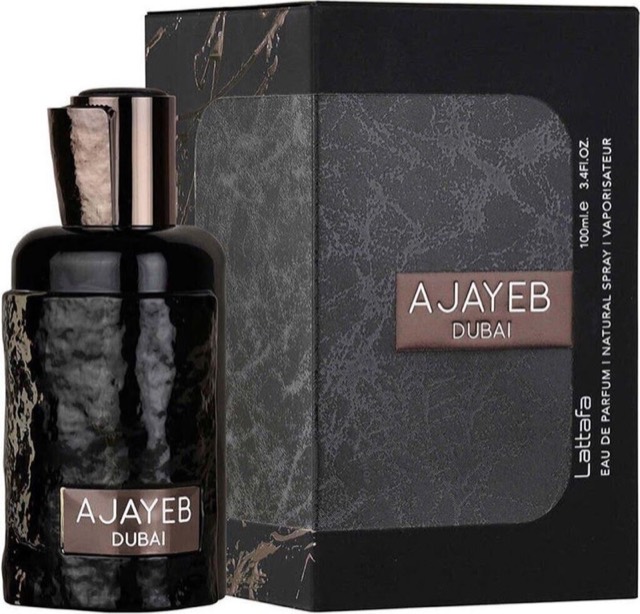 AJAYEB
DUBAI
AJAYEB
DUBAI
Lattafa
100ml.e 3.4Fl.OZ.
EAU DE PARFUM | NATURAL SPRAY | VAPORISATEUR